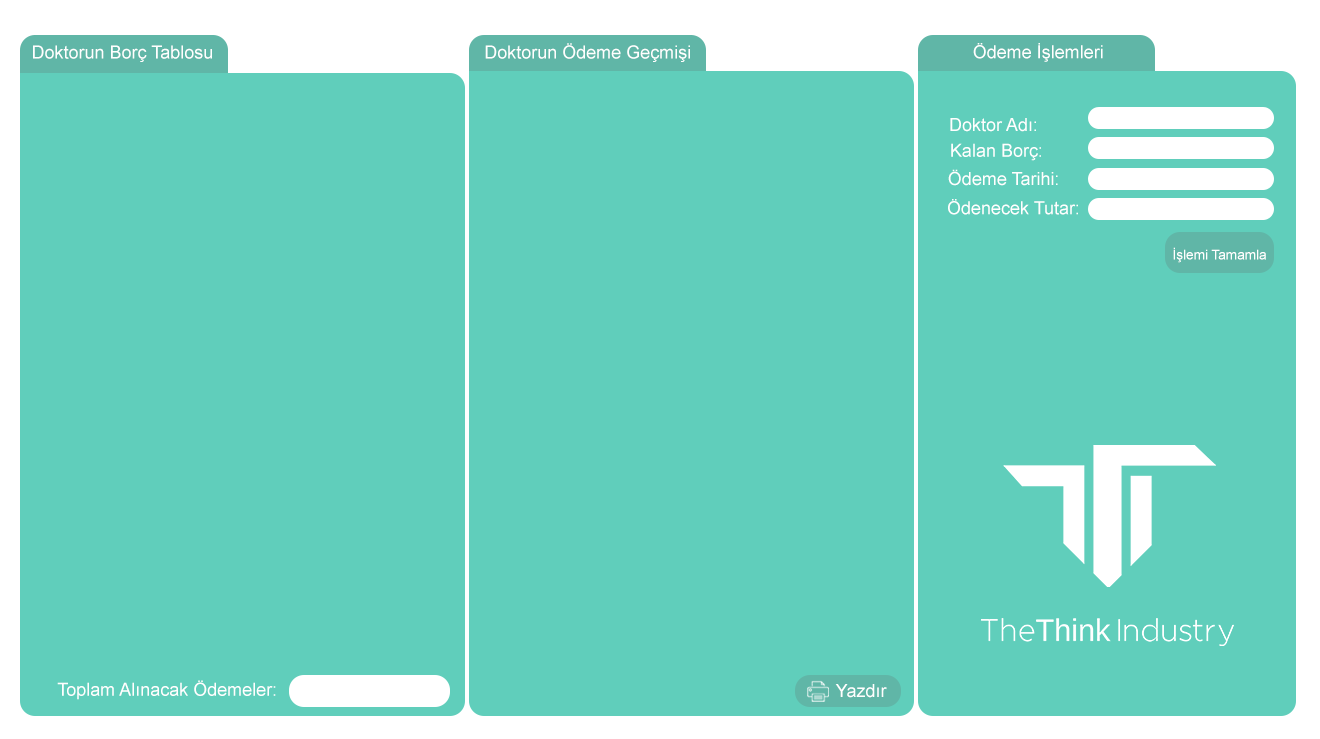 Doktorun Borç Tablosu
Toplam Alınacak Ödemeler:
Doktorun Ödeme Geçmişi
Yazdır
Ödeme İşlemleri
Doktor Adı:
Kalan Borç:
Ödeme Tarihi:
Ödenecek Tutar:
İşlemi Tamamla
TheThink Industry